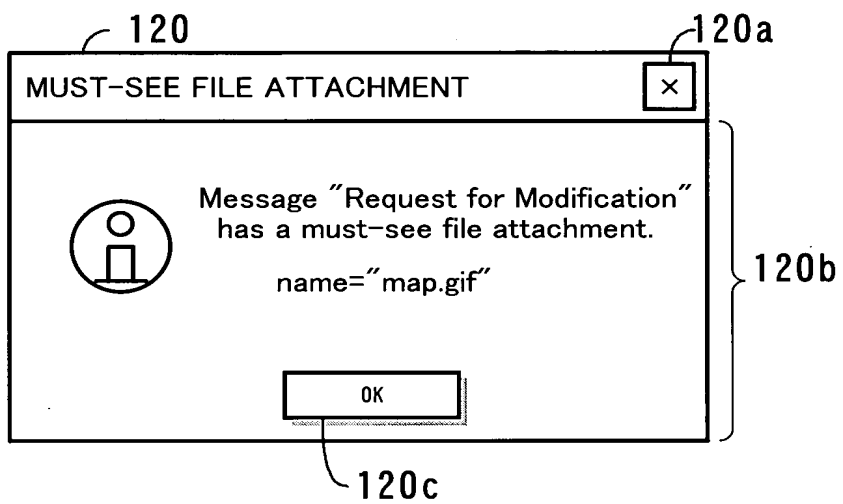 120
120a
MUST-SEE FILE ATTACHMENT
×
Message "Request for Modification"
has a must-see file attachment.
name="map.gif"
120b
OK
120c